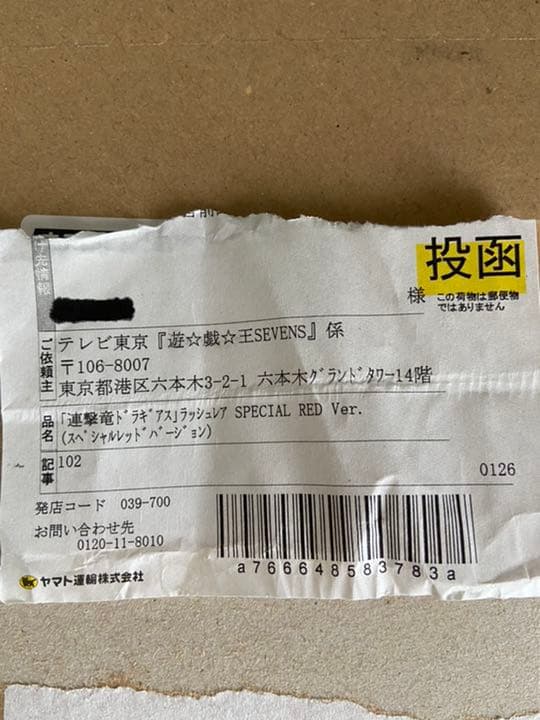 投函
この荷物は郵便物
ではありません
様
ご依頼主
テレビ東京『遊☆戯☆王SEVENS』係
〒106-8007
東京都港区六本木3-2-1 六本木グランドタワー14階
品名
「連撃竜ドラギアス」ラッシュレア SPECIAL RED Ver.
(スペシャルレッドバージョン)
記事
102
0126
発店コード 039-700
お問い合わせ先
0120-11-8010
a766648583783a
ヤマト運輸株式会社